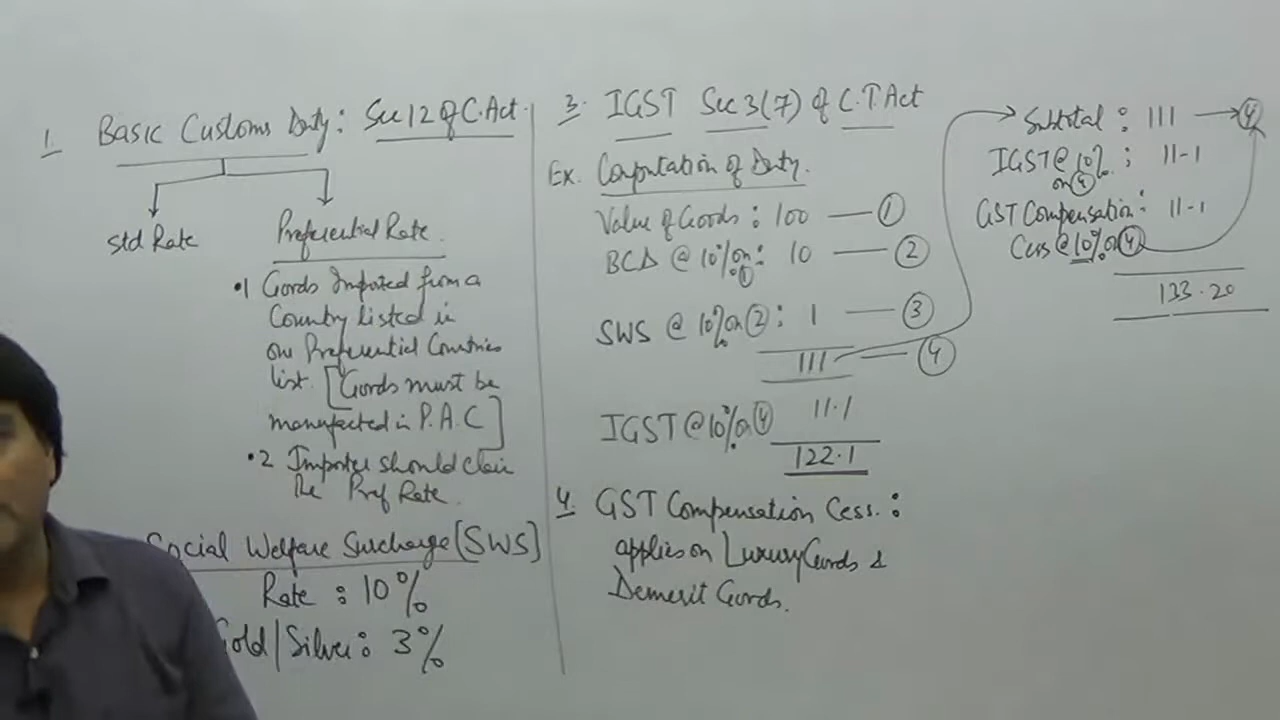 1. Basic Customs Duty: Sec 12 of C.Act.
Std Rate
Preferential Rate.
•1 Goods Imported from a
Country listed in
our Preferential Countries
list. [Goods must be
manufected in P.A.C]
•2 Importer should claim
the Pref Rate.
Social Welfare Surcharge (SWS)
Rate : 10%
Gold/Silver: 3%
3. IGST Sec 3(7) of C.T.Act
Ex. Computation of Duty.
Value of Goods : 100 — ①
BCD @ 10% on ① : 10 — ②
SWS @ 10% on ② : 1 — ③
111 — ④
IGST @ 10% on ④ 11.1
122.1
4. GST Compensation Cess. :
applies on Luxury Goods &
Demerit Goods.
Subtotal : 111 → ④
IGST @ 10% : 11-1
on ④
GST Compensation : 11-1
Cess @ 10% on ④
133.20